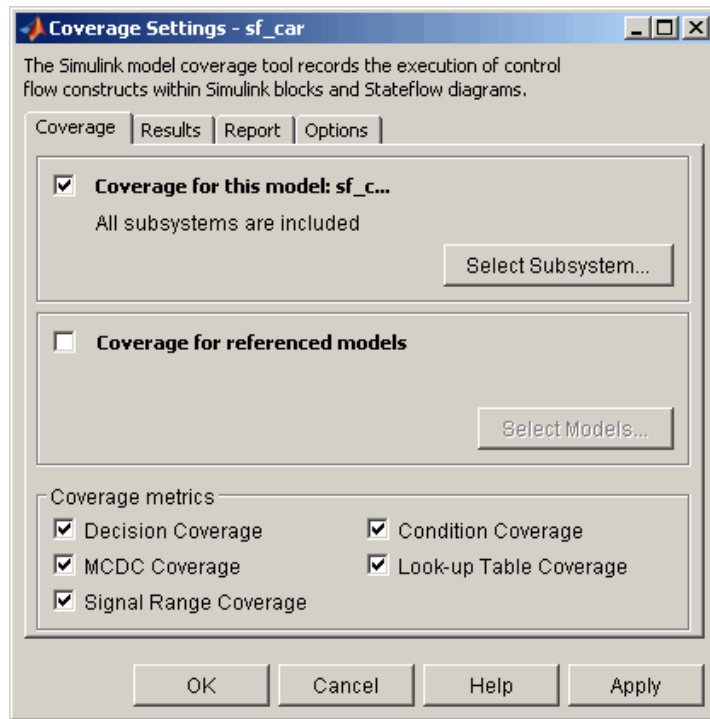 Coverage Settings - sf_car
The Simulink model coverage tool records the execution of control
flow constructs within Simulink blocks and Stateflow diagrams.
Coverage Results Report Options
Coverage for this model: sf_c...
All subsystems are included
Select Subsystem...
Coverage for referenced models
Select Models...
Coverage metrics
Decision Coverage Condition Coverage
MCDC Coverage Look-up Table Coverage
Signal Range Coverage
OK Cancel Help Apply